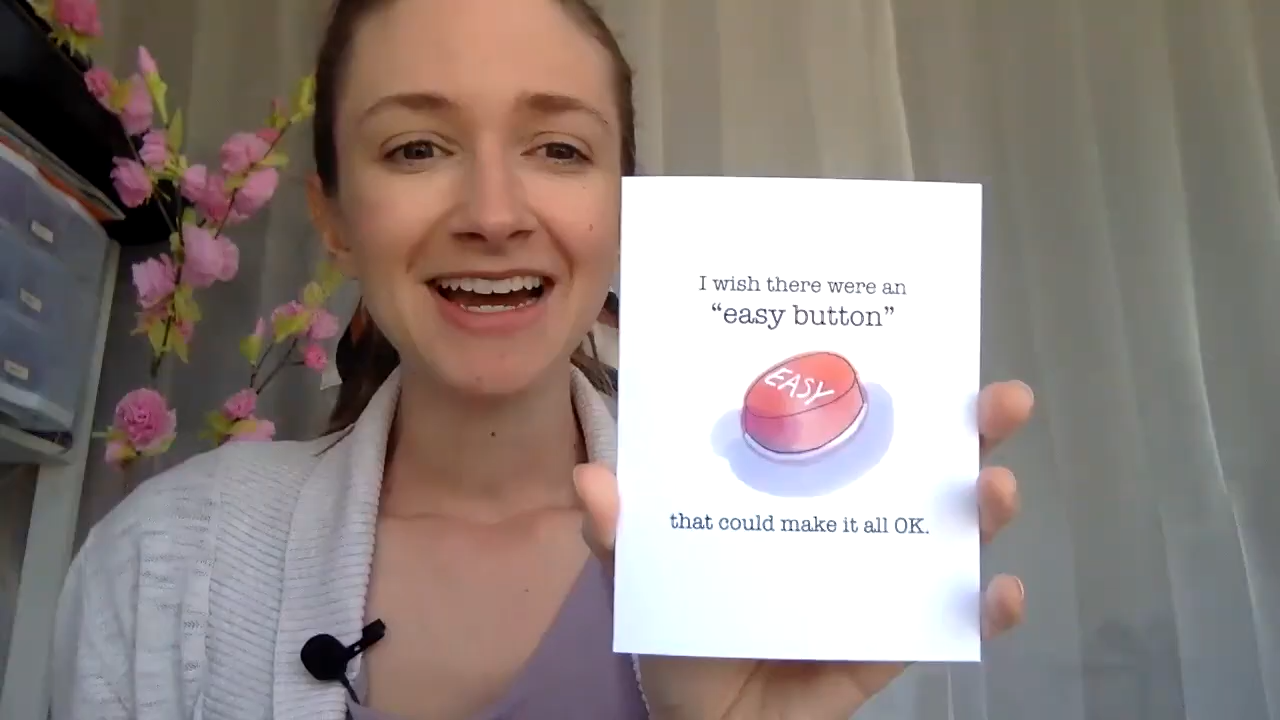 I wish there were an
“easy button”
EASY
that could make it all OK.